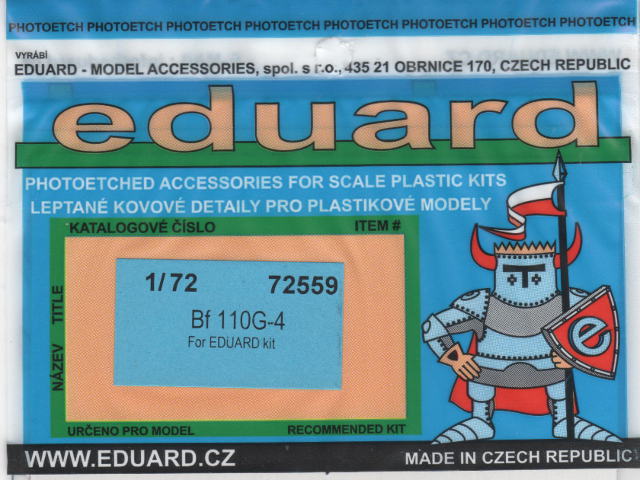 PHOTOETCH PHOTOETCH PHOTOETCH PHOTOETCH PHOTOETCH PHOTOETCH PHOTOETCH PHOTOETCH PHOTOETCH
VYRÁBÍ
EDUARD - MODEL ACCESSORIES, spol. s r.o., 435 21 OBRNICE 170, CZECH REPUBLIC
eduard
PHOTOETCHED ACCESSORIES FOR SCALE PLASTIC KITS
LEPTANÉ KOVOVÉ DETAILY PRO PLASTIKOVÉ MODELY
KATALOGOVÉ ČÍSLO ITEM #
NÁZEV TITLE
1/72 72559
Bf 110G-4
For EDUARD kit
e
URČENO PRO MODEL RECOMMENDED KIT
WWW.EDUARD.CZ MADE IN CZECH REPUBLIC